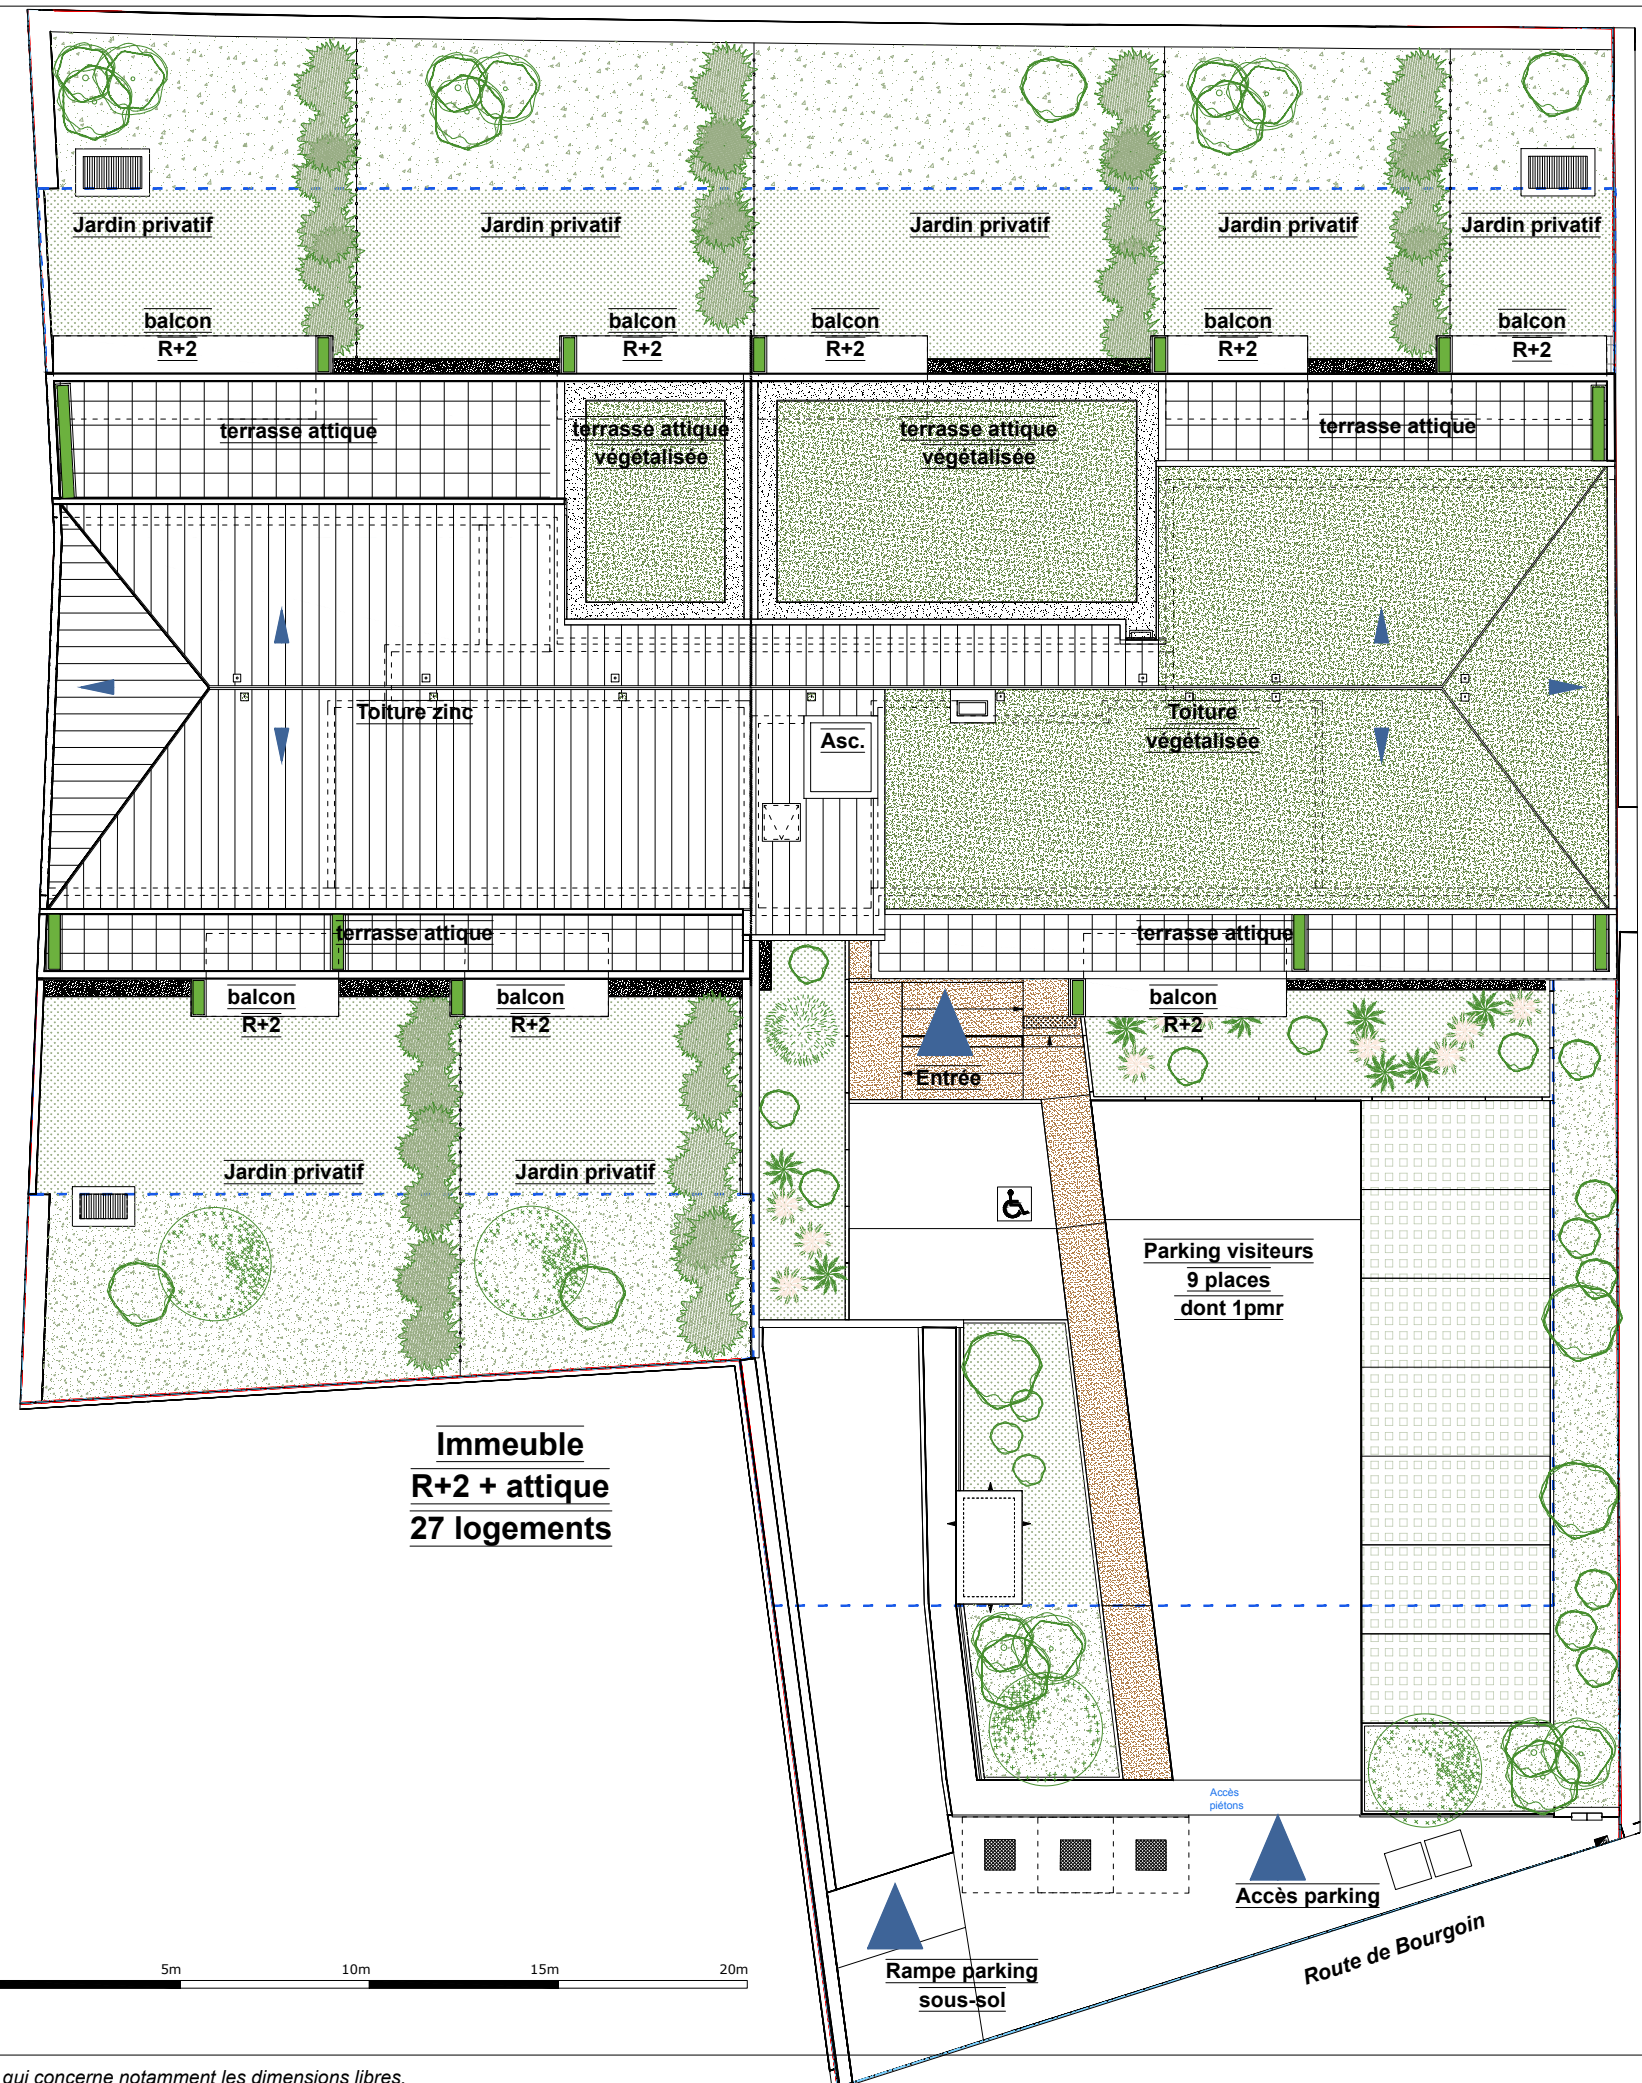 Jardin privatif
Jardin privatif
Jardin privatif
Jardin privatif
Jardin privatif
balcon
R+2
balcon
R+2
balcon
R+2
balcon
R+2
balcon
R+2
terrasse attique
terrasse attique
végétalisée
terrasse attique
végétalisée
terrasse attique
Toiture zinc
Asc.
Toiture
végétalisée
terrasse attique
terrasse attique
balcon
R+2
balcon
R+2
balcon
R+2
Entrée
Jardin privatif
Jardin privatif
Parking visiteurs
9 places
dont 1pmr
Immeuble
R+2 + attique
27 logements
Accès
piétons
Accès parking
Route de Bourgoin
Rampe parking
sous-sol
5m
10m
15m
20m
qui concerne notamment les dimensions libres.